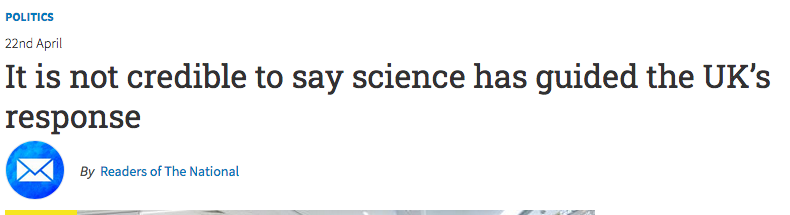 POLITICS
22nd April
It is not credible to say science has guided the UK’s
response
By Readers of The National